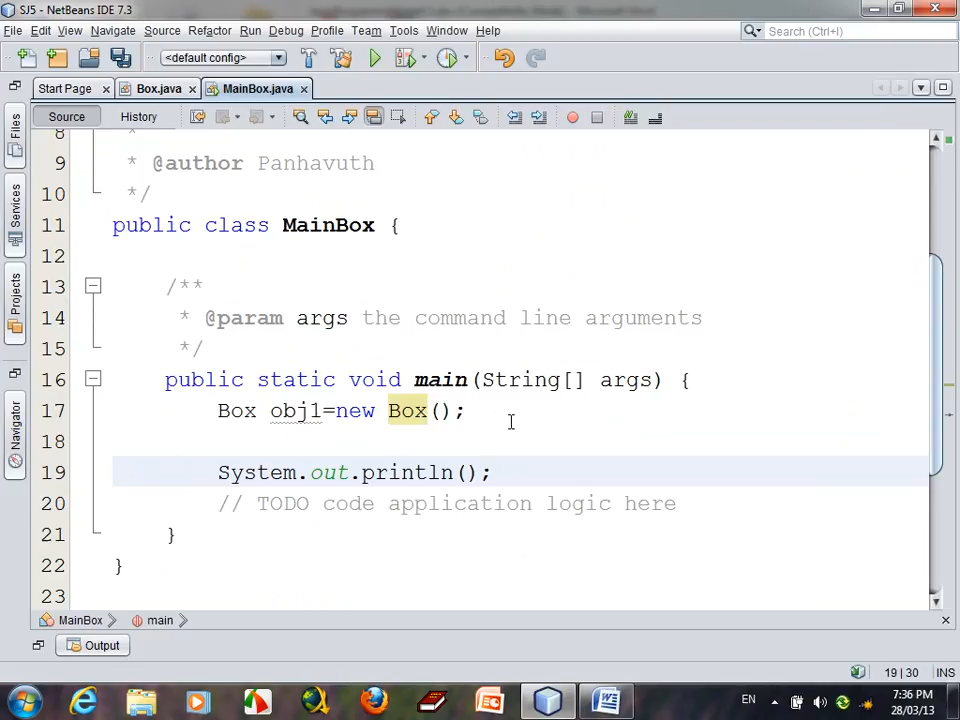 SJ5 - NetBeans IDE 7.3
File Edit View Navigate Source Refactor Run Debug Profile Team Tools Window Help
Search (Ctrl+I)
<default config>
Start Page Box.java MainBox.java
Source History
Files
Services
Projects
Navigator
8 *
9 * @author Panhavuth
10 */
11 public class MainBox {
12
13 /**
14 * @param args the command line arguments
15 */
16 public static void main(String[] args) {
17 Box obj1=new Box();
18
19 System.out.println();
20 // TODO code application logic here
21 }
22 }
23
MainBox main
Output
19 | 30 INS
EN
7:36 PM
28/03/13